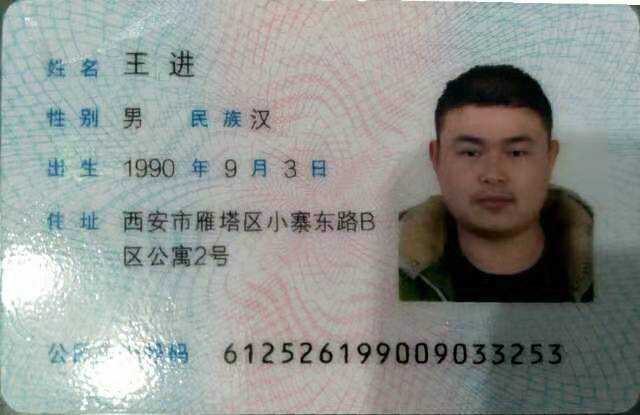 姓名 王进
性别 男 民族 汉
出生 1990 年 9 月 3 日
住址 西安市雁塔区小寨东路B
区公寓2号
公民 号码 612526199009033253